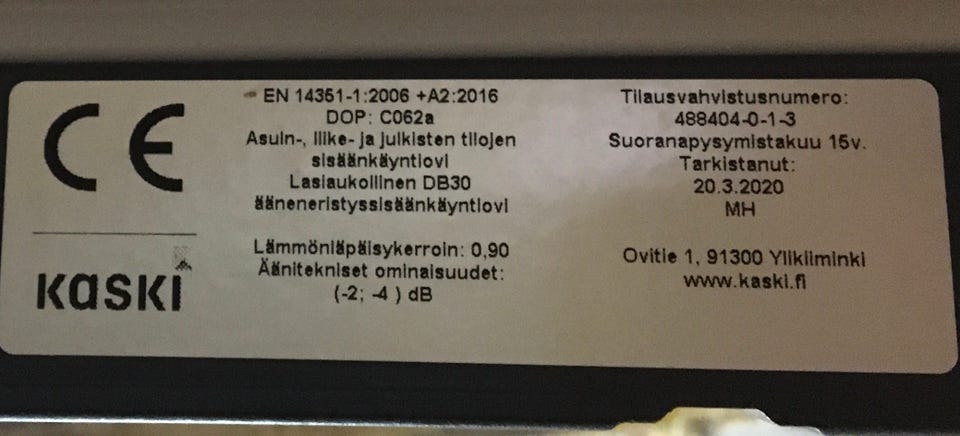 CE
KASKI
EN 14351-1:2006 +A2:2016
DOP: C062a
Asuin-, liike- ja julkisten tilojen
sisäänkäyntiovi
Lasiaukollinen DB30
ääneneristyssisäänkäyntiovi
Lämmönläpäisykerroin: 0,90
Äänitekniset ominaisuudet:
(-2; -4 ) dB
Tilausvahvistusnumero:
488404-0-1-3
Suoranapysymistakuu 15v.
Tarkistanut:
20.3.2020
MH
Ovitie 1, 91300 Ylikiiminki
www.kaski.fi